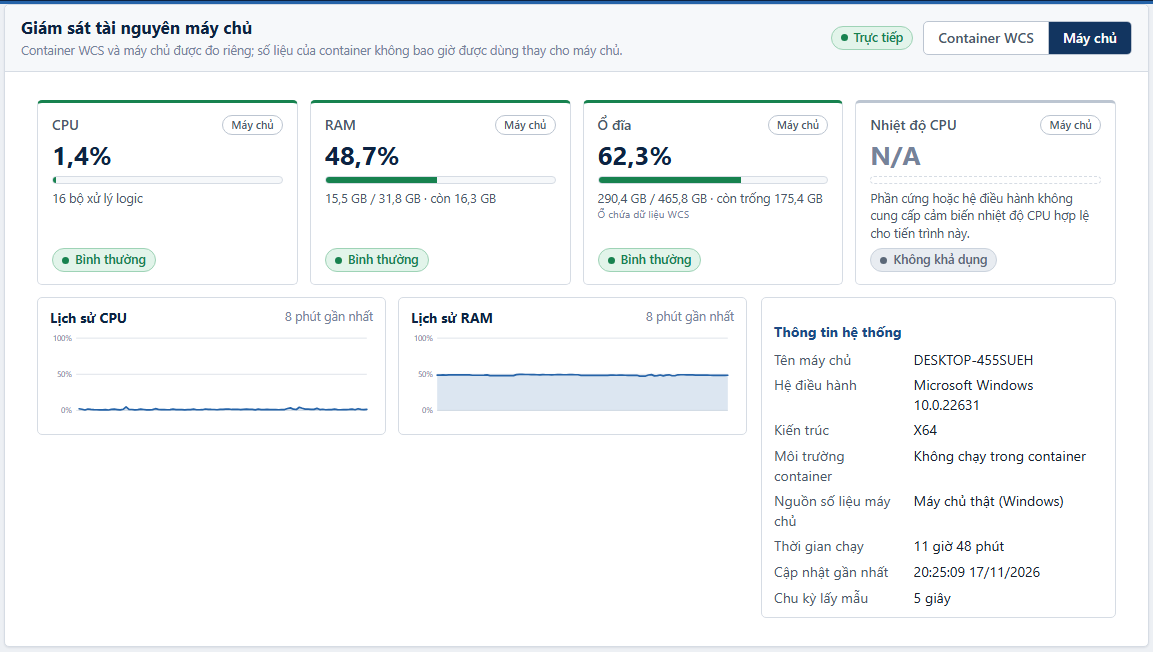 Giám sát tài nguyên máy chủ
Container WCS và máy chủ được đo riêng; số liệu của container không bao giờ được dùng thay cho máy chủ.
Trực tiếp
Container WCS
Máy chủ
CPU
Máy chủ
1,4%
16 bộ xử lý logic
Bình thường
RAM
Máy chủ
48,7%
15,5 GB / 31,8 GB · còn 16,3 GB
Bình thường
Ổ đĩa
Máy chủ
62,3%
290,4 GB / 465,8 GB · còn trống 175,4 GB
Ổ chứa dữ liệu WCS
Bình thường
Nhiệt độ CPU
Máy chủ
N/A
Phần cứng hoặc hệ điều hành không
cung cấp cảm biến nhiệt độ CPU hợp lệ
cho tiến trình này.
Không khả dụng
Lịch sử CPU
8 phút gần nhất
100%
50%
0%
Lịch sử RAM
8 phút gần nhất
100%
50%
0%
Thông tin hệ thống
Tên máy chủ
DESKTOP-455SUEH
Hệ điều hành
Microsoft Windows
10.0.22631
Kiến trúc
X64
Môi trường
container
Không chạy trong container
Nguồn số liệu máy
chủ
Máy chủ thật (Windows)
Thời gian chạy
11 giờ 48 phút
Cập nhật gần nhất
20:25:09 17/11/2026
Chu kỳ lấy mẫu
5 giây